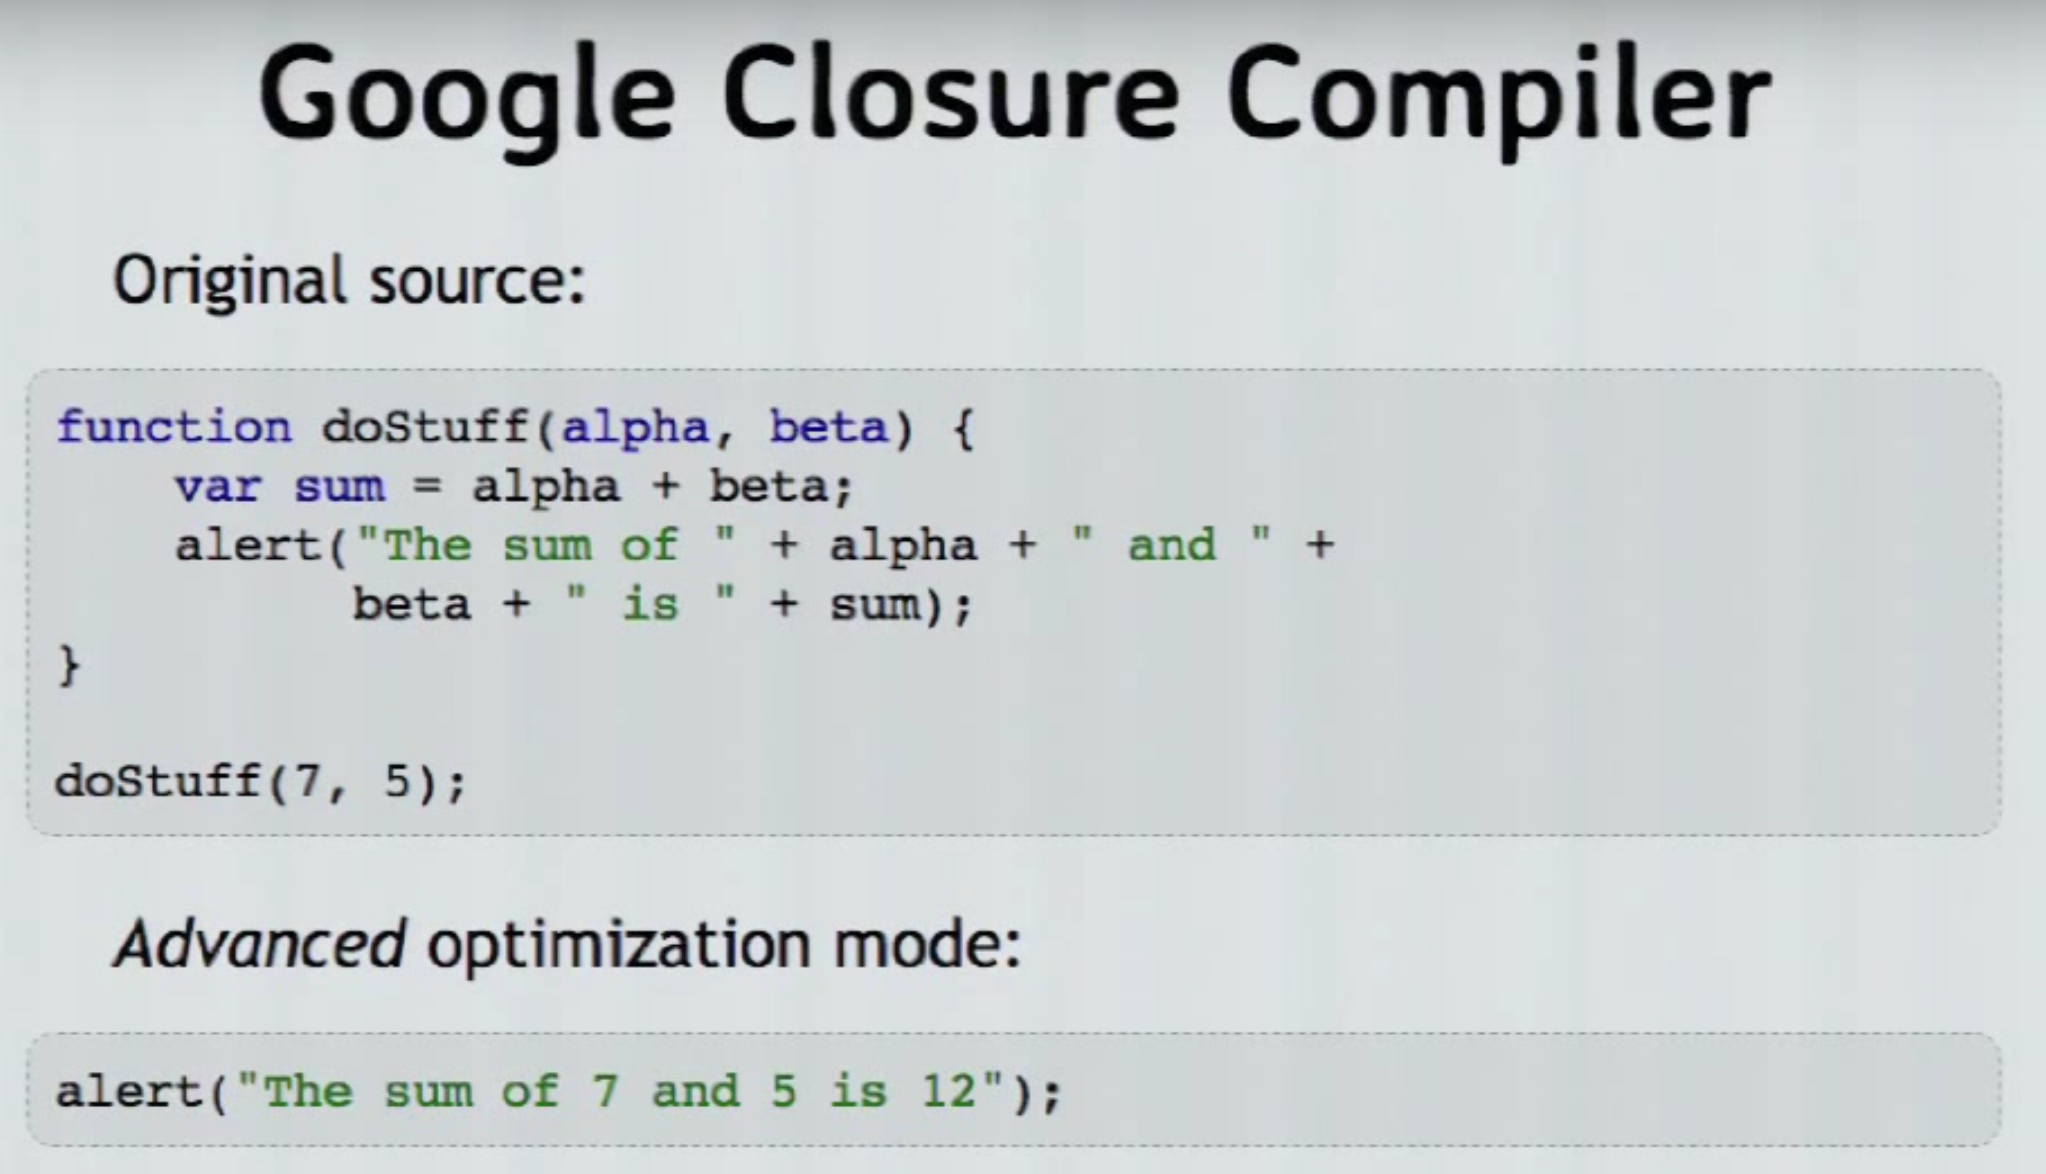 Google Closure Compiler
Original source:
function doStuff(alpha, beta) {
    var sum = alpha + beta;
    alert("The sum of " + alpha + " and " +
          beta + " is " + sum);
}
doStuff(7, 5);
Advanced optimization mode:
alert("The sum of 7 and 5 is 12");